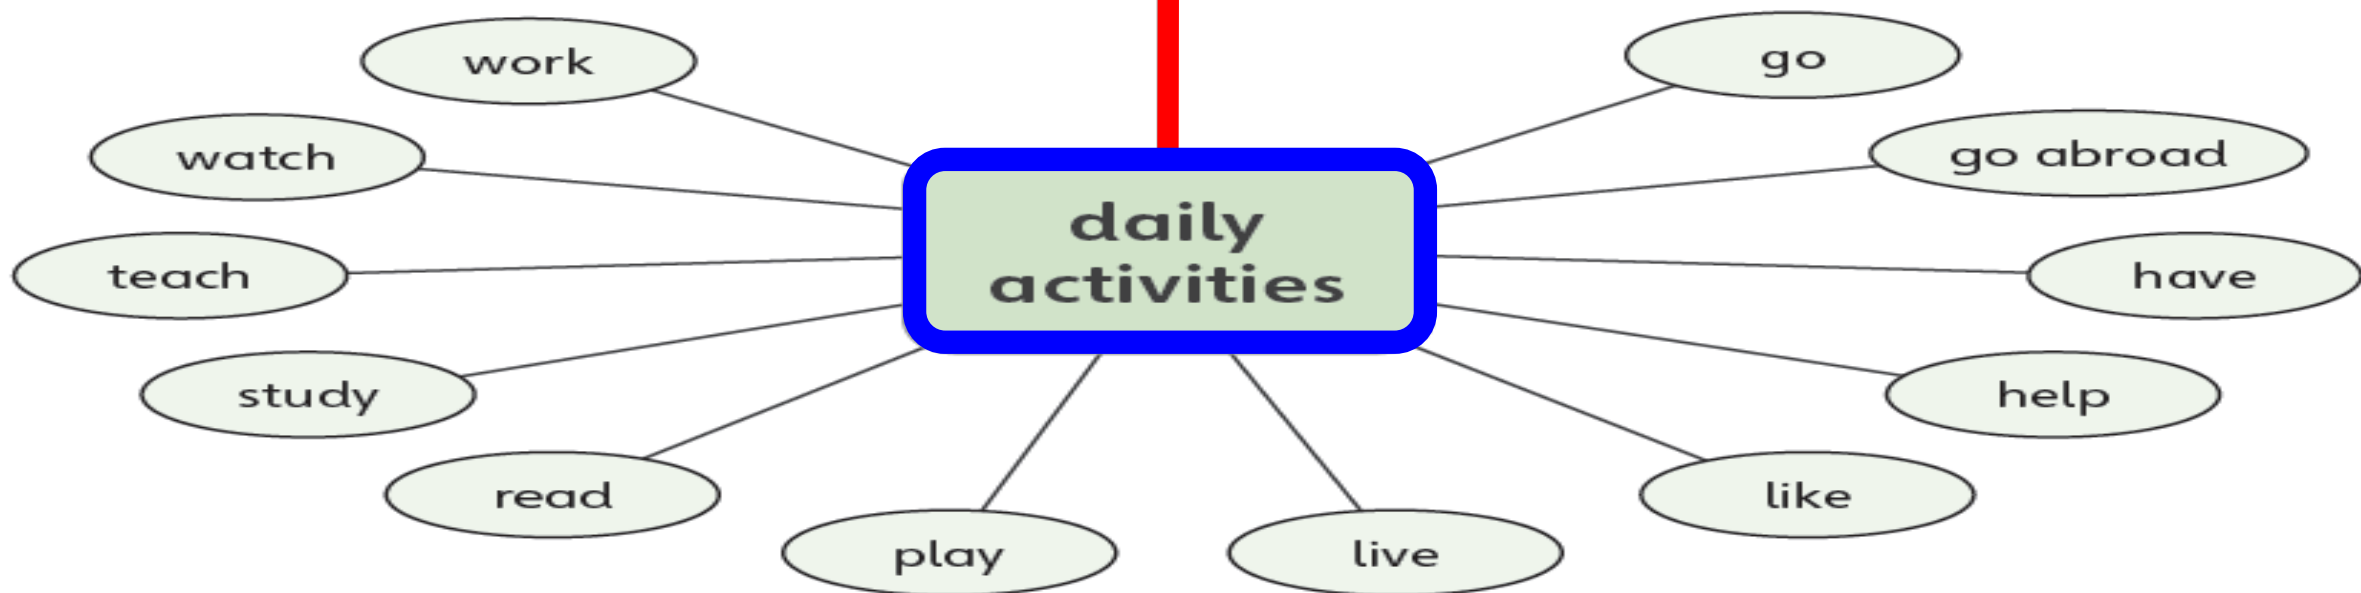 work
go
watch
go abroad
daily
activities
teach
have
study
help
read
like
play
live